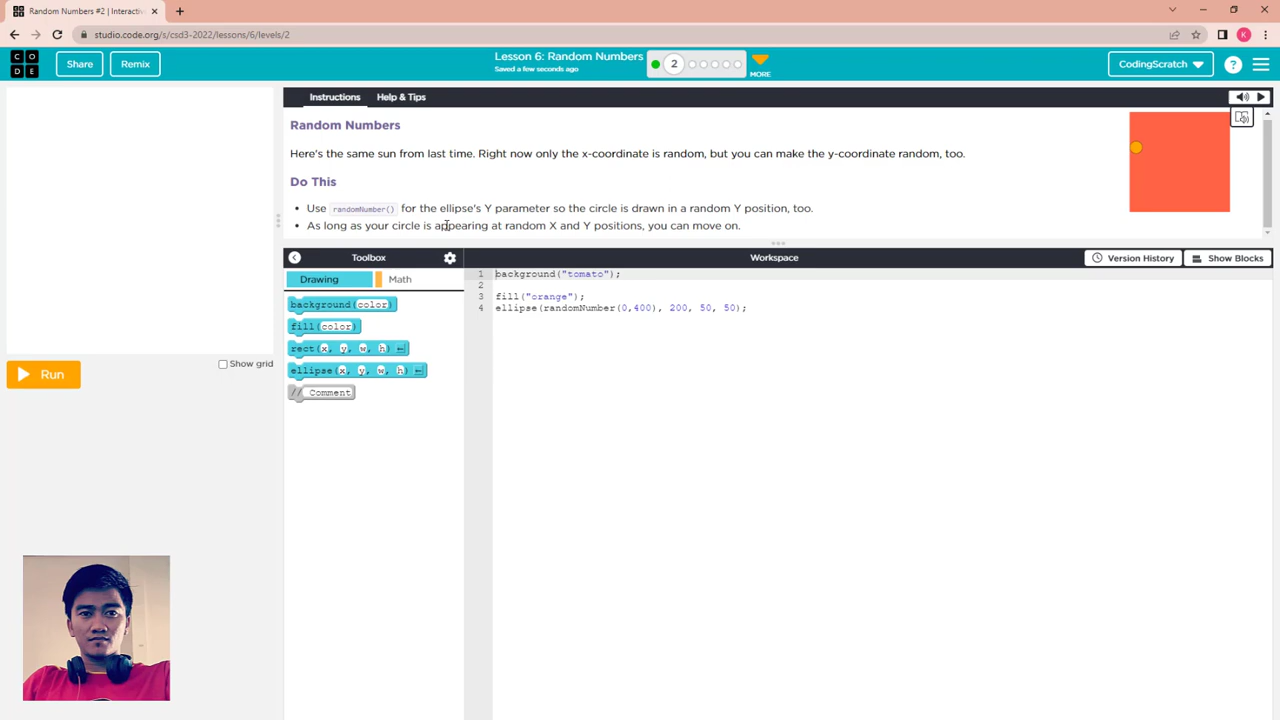 Random Numbers #2 | Interactiv
studio.code.org/s/csd3-2022/lessons/6/levels/2
K
C O
D E
Share
Remix
Lesson 6: Random Numbers
Saved a few seconds ago
2
MORE
CodingScratch
?
Instructions
Help & Tips
Random Numbers
Here's the same sun from last time. Right now only the x-coordinate is random, but you can make the y-coordinate random, too.
Do This
• Use randomNumber() for the ellipse's Y parameter so the circle is drawn in a random Y position, too.
• As long as your circle is appearing at random X and Y positions, you can move on.
Toolbox
Workspace
Version History
Show Blocks
Drawing
Math
background(color)
fill(color)
rect(x, y, w, h)
ellipse(x, y, w, h)
// Comment
1 background("tomato");
2
3 fill("orange");
4 ellipse(randomNumber(0,400), 200, 50, 50);
Show grid
Run